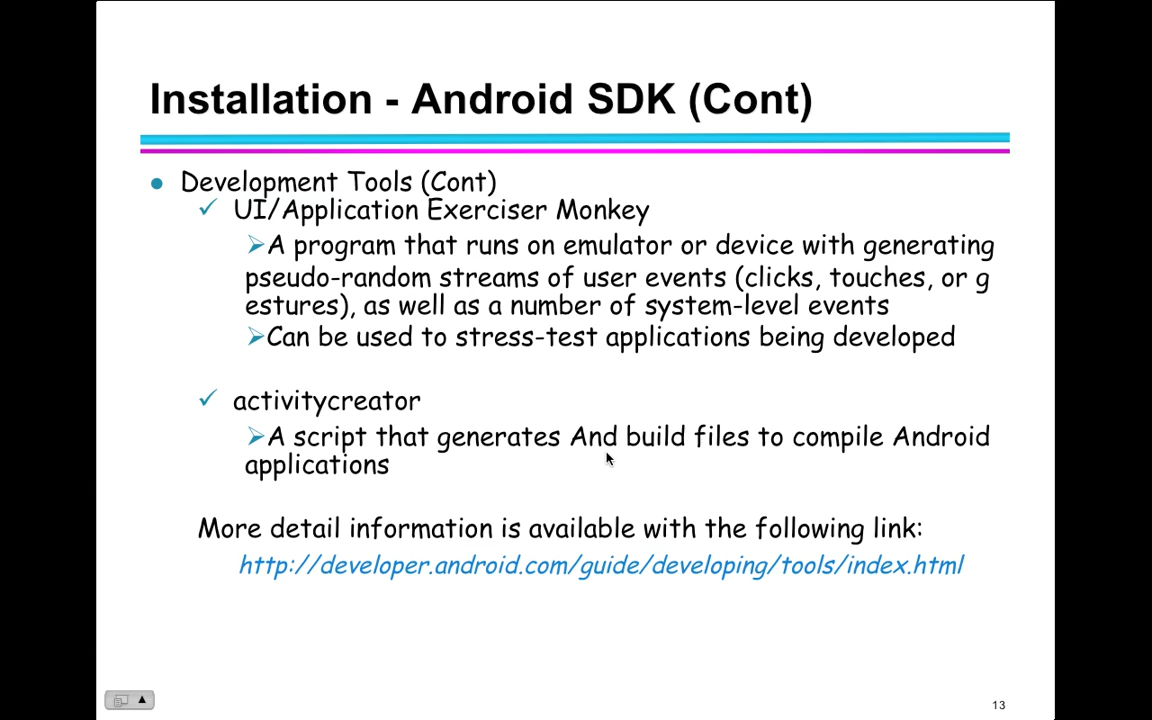 Installation - Android SDK (Cont)
Development Tools (Cont)
UI/Application Exerciser Monkey
A program that runs on emulator or device with generating
pseudo-random streams of user events (clicks, touches, or g
estures), as well as a number of system-level events
Can be used to stress-test applications being developed
activitycreator
A script that generates And build files to compile Android
applications
More detail information is available with the following link:
http://developer.android.com/guide/developing/tools/index.html
13